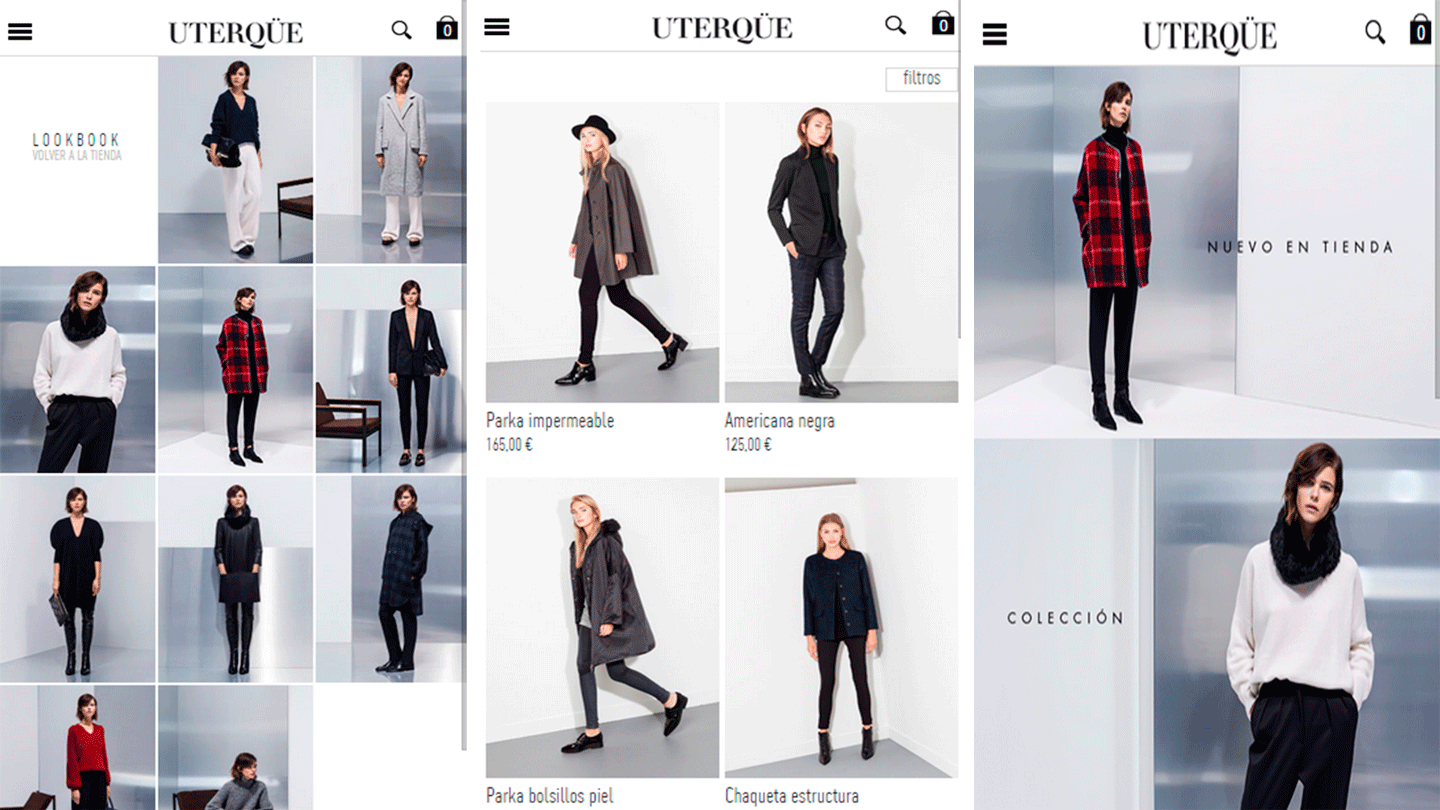 UTERQÜE
0
LOOKBOOK
VOLVER A LA TIENDA
UTERQÜE
0
filtros
Parka impermeable
165,00 €
Americana negra
125,00 €
Parka bolsillos piel
Chaqueta estructura
UTERQÜE
0
NUEVO EN TIENDA
COLECCIÓN